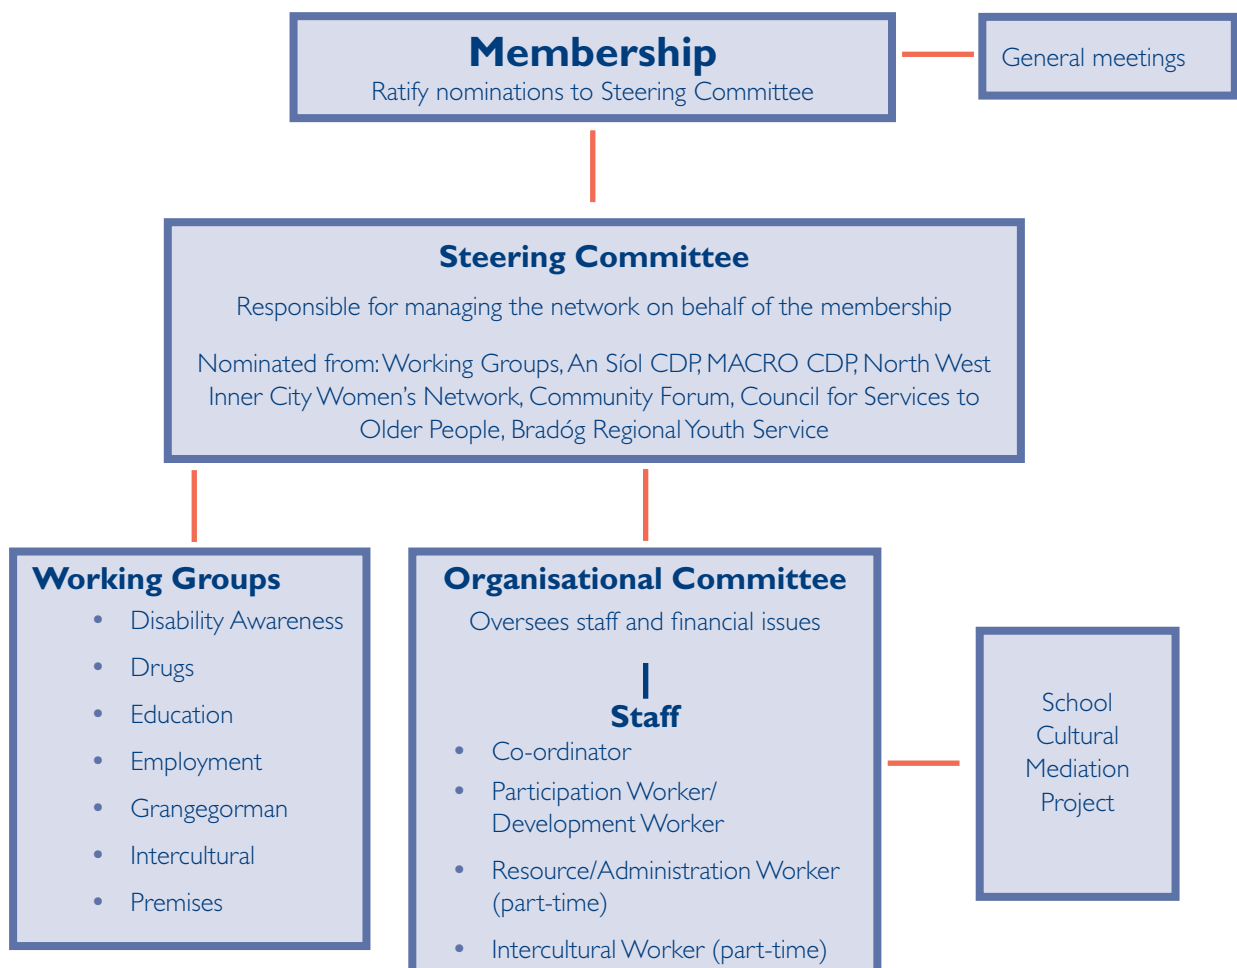 Membership
Ratify nominations to Steering Committee
General meetings
Steering Committee
Responsible for managing the network on behalf of the membership
Nominated from: Working Groups, An Síol CDP, MACRO CDP, North West
Inner City Women's Network, Community Forum, Council for Services to
Older People, Bradóg Regional Youth Service
Working Groups
• Disability Awareness
• Drugs
• Education
• Employment
• Grangegorman
• Intercultural
• Premises
Organisational Committee
Oversees staff and financial issues
Staff
• Co-ordinator
• Participation Worker/
Development Worker
• Resource/Administration Worker
(part-time)
• Intercultural Worker (part-time)
School
Cultural
Mediation
Project